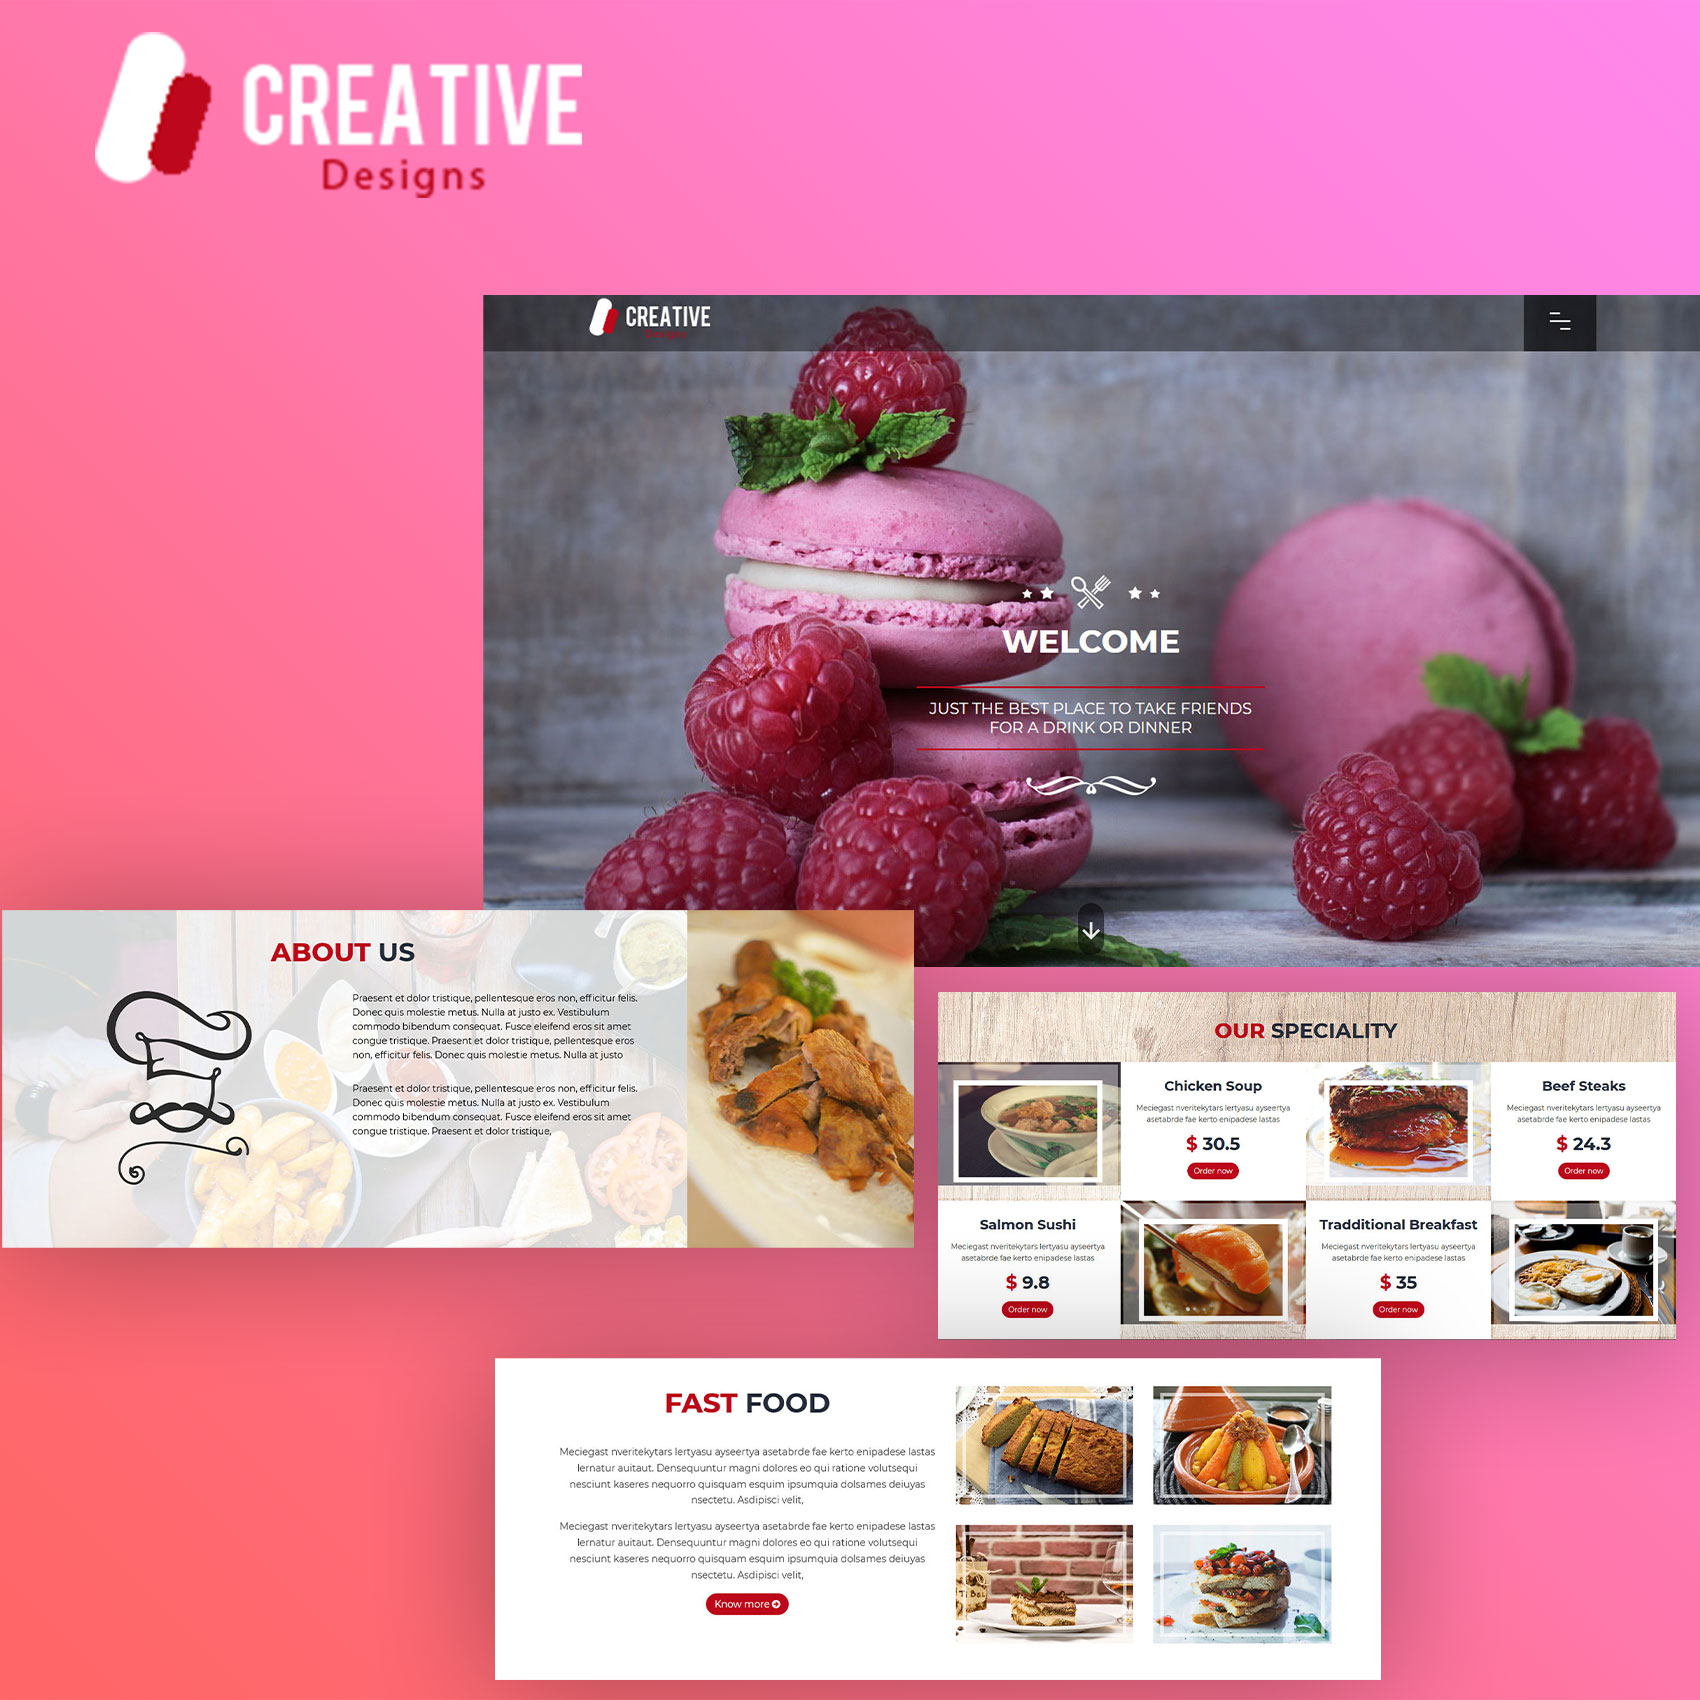 CREATIVE
Designs
CREATIVE
Designs
WELCOME
JUST THE BEST PLACE TO TAKE FRIENDS
FOR A DRINK OR DINNER
ABOUT US
Praesent et dolor tristique, pellentesque eros non, efficitur felis.
Donec quis molestie metus. Nulla at justo ex. Vestibulum
commodo bibendum consequat. Fusce eleifend eros sit amet
congue tristique. Praesent et dolor tristique, pellentesque eros
non, efficitur felis. Donec quis molestie metus. Nulla at justo
Praesent et dolor tristique, pellentesque eros non, efficitur felis.
Donec quis molestie metus. Nulla at justo ex. Vestibulum
commodo bibendum consequat. Fusce eleifend eros sit amet
congue tristique. Praesent et dolor tristique,
OUR SPECIALITY
Chicken Soup
Meciegast nveritekytars lertyasu ayseertya
asetabrde fae kerto enipadese lastas
$ 30.5
Order now
Beef Steaks
Meciegast nveritekytars lertyasu ayseertya
asetabrde fae kerto enipadese lastas
$ 24.3
Order now
Salmon Sushi
Meciegast nveritekytars lertyasu ayseertya
asetabrde fae kerto enipadese lastas
$ 9.8
Order now
Tradditional Breakfast
Meciegast nveritekytars lertyasu ayseertya
asetabrde fae kerto enipadese lastas
$ 35
Order now
FAST FOOD
Meciegast nveritekytars lertyasu ayseertya asetabrde fae kerto enipadese lastas
lernatur auitaut. Densequuntur magni dolores eo qui ratione volutsequi
nesciunt kaseres nequorro quisquam esquim ipsumquia dolsames deiuyas
nsectetu. Asdipisci velit,
Meciegast nveritekytars lertyasu ayseertya asetabrde fae kerto enipadese lastas
lernatur auitaut. Densequuntur magni dolores eo qui ratione volutsequi
nesciunt kaseres nequorro quisquam esquim ipsumquia dolsames deiuyas
nsectetu. Asdipisci velit,
Know more